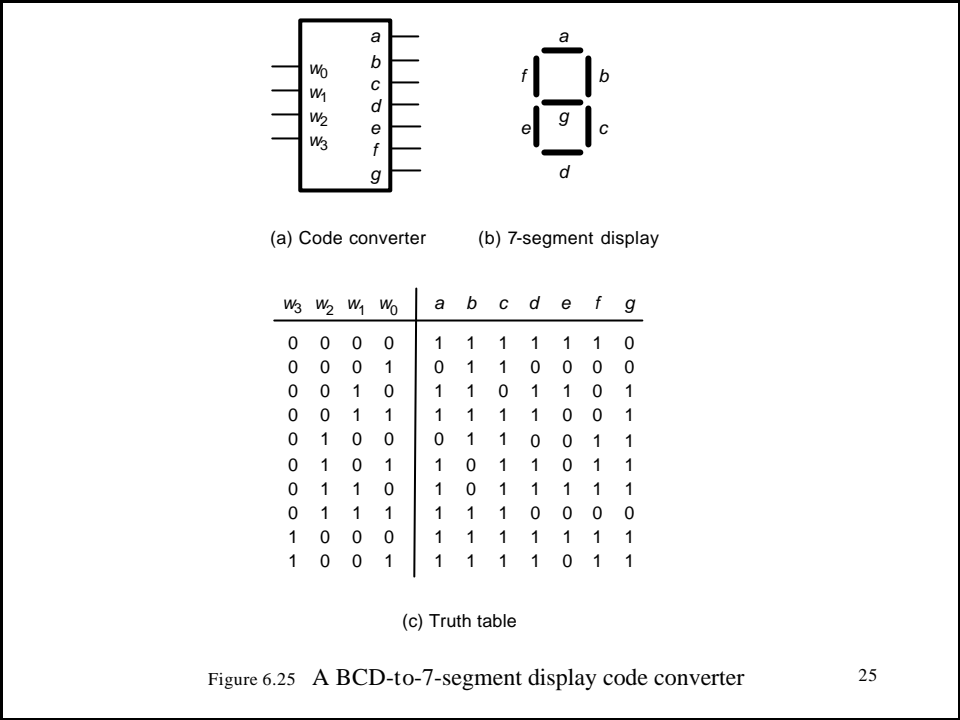 a
w0 b
w1 c
w2 d
w3 e
f
g
a
f b
g
e c
d
(a) Code converter (b) 7-segment display
w3 w2 w1 w0 a b c d e f g
0 0 0 0 1 1 1 1 1 1 0
0 0 0 1 0 1 1 0 0 0 0
0 0 1 0 1 1 0 1 1 0 1
0 0 1 1 1 1 1 1 0 0 1
0 1 0 0 0 1 1 0 0 1 1
0 1 0 1 1 0 1 1 0 1 1
0 1 1 0 1 0 1 1 1 1 1
0 1 1 1 1 1 1 0 0 0 0
1 0 0 0 1 1 1 1 1 1 1
1 0 0 1 1 1 1 1 0 1 1
(c) Truth table
Figure 6.25 A BCD-to-7-segment display code converter 25